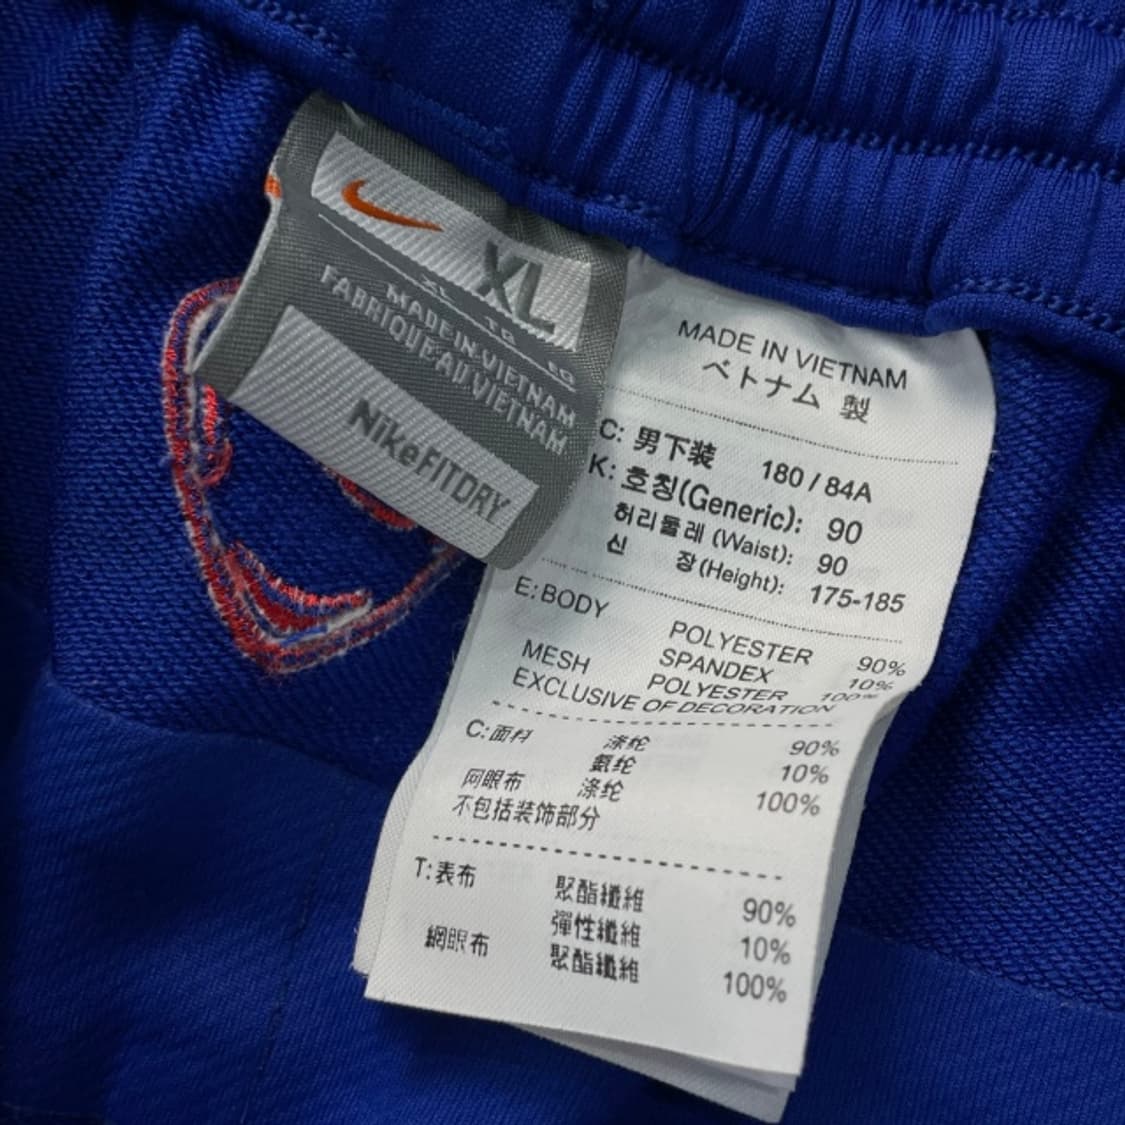 XL
XL TG EG
MADE IN VIETNAM
FABRIQUE AU VIETNAM
NikeFITDRY
MADE IN VIETNAM
ベトナム 製
C: 男下装 180 / 84A
K: 호칭(Generic): 90
허리둘레 (Waist): 90
신 장(Height): 175-185
E: BODY POLYESTER 90%
SPANDEX 10%
MESH POLYESTER 100%
EXCLUSIVE OF DECORATION
C: 面料 涤纶 90%
氨纶 10%
网眼布 涤纶 100%
不包括装饰部分
T: 表布 聚酯纖維 90%
彈性纖維 10%
網眼布 聚酯纖維 100%